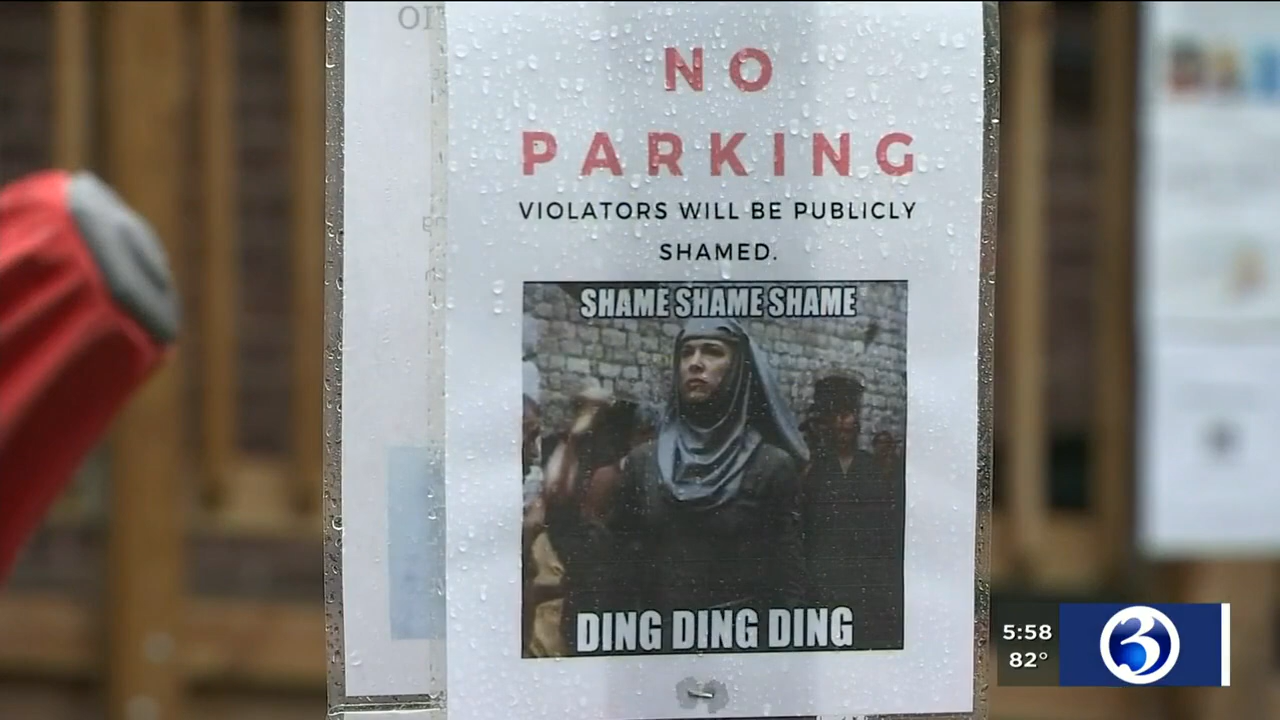 NO
PARKING
VIOLATORS WILL BE PUBLICLY
SHAMED.
SHAME SHAME SHAME
DING DING DING
5:58
82°
3